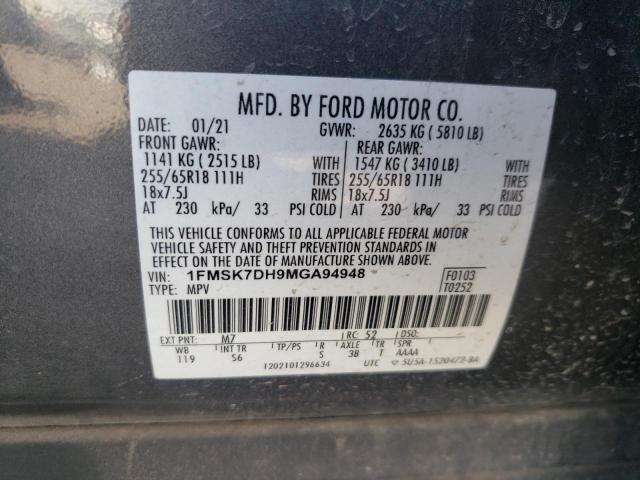 MFD. BY FORD MOTOR CO.
DATE: 01/21 GVWR: 2635 KG ( 5810 LB)
FRONT GAWR: REAR GAWR:
1141 KG ( 2515 LB) WITH 1547 KG ( 3410 LB) WITH
255/65R18 111H TIRES 255/65R18 111H TIRES
18x7.5J RIMS 18x7.5J RIMS
AT 230 kPa/ 33 PSI COLD AT 230 kPa/ 33 PSI COLD
THIS VEHICLE CONFORMS TO ALL APPLICABLE FEDERAL MOTOR
VEHICLE SAFETY AND THEFT PREVENTION STANDARDS IN
EFFECT ON THE DATE OF MANUFACTURE SHOWN ABOVE.
VIN: 1FMSK7DH9MGA94948 F0103
TYPE: MPV T0252
EXT PNT: M7 RC: 52 DSO:
WB INT TR TP/PS R AXLE TR SPR
119 S6 S 3B T AAAA
1202101296634 UTC 5U5A-1520472-BA